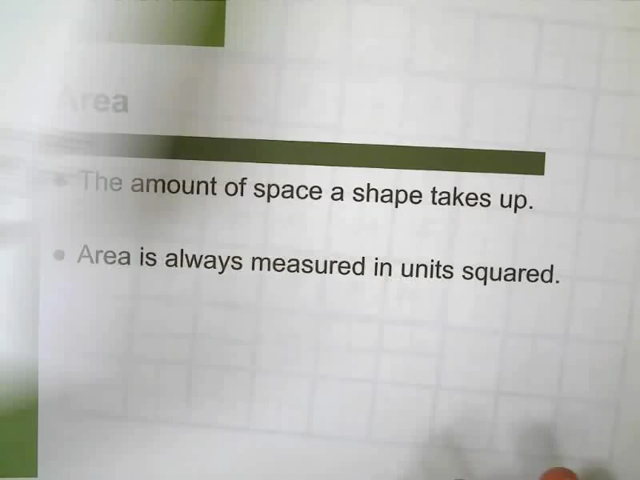 Area
• The amount of space a shape takes up.
• Area is always measured in units squared.